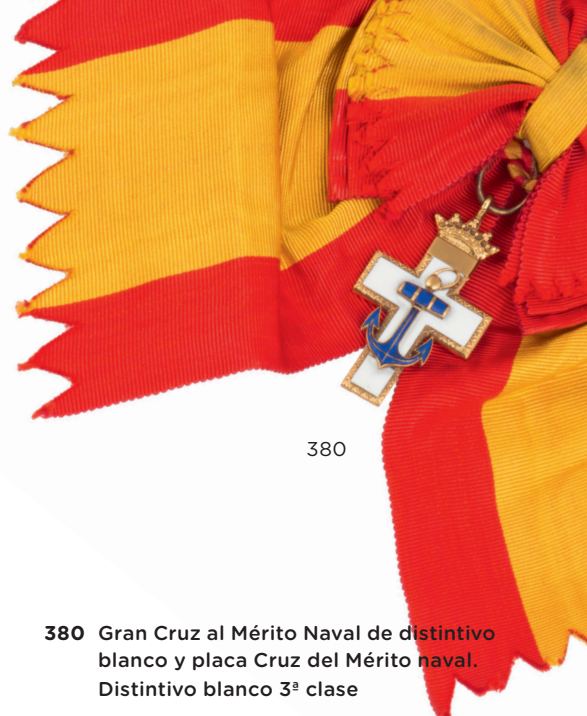 380
380 Gran Cruz al Mérito Naval de distintivo
blanco y placa Cruz del Mérito naval.
Distintivo blanco 3ª clase